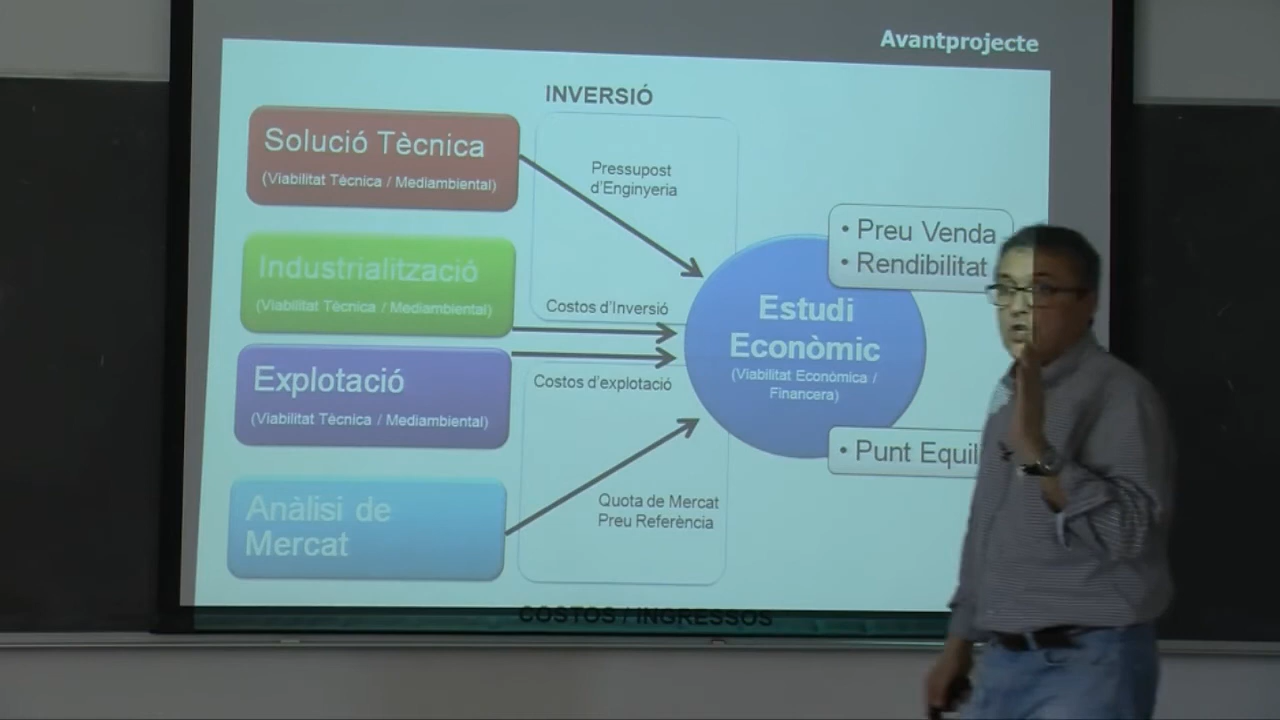 Avantprojecte
INVERSIÓ
Solució Tècnica
(Viabilitat Tècnica / Mediambiental)
Pressupost
d'Enginyeria
• Preu Venda
• Rendibilitat
Industrialització
(Viabilitat Tècnica / Mediambiental)
Costos d'Inversió
Estudi
Econòmic
(Viabilitat Econòmica /
Financera)
Explotació
(Viabilitat Tècnica / Mediambiental)
Costos d'explotació
• Punt
Anàlisi de
Mercat
Quota de Mercat
Preu Referència
COSTOS / INGRESSOS